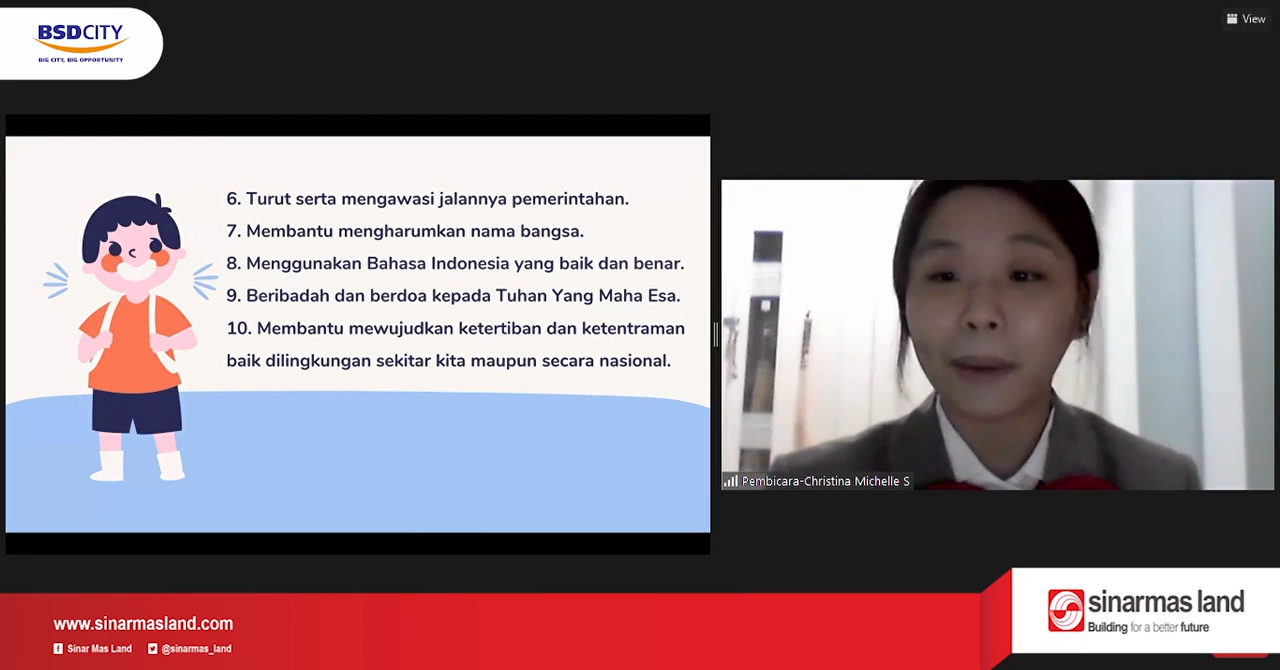 BSDCITY
BIG CITY, BIG OPPORTUNITY
View
6. Turut serta mengawasi jalannya pemerintahan.
7. Membantu mengharumkan nama bangsa.
8. Menggunakan Bahasa Indonesia yang baik dan benar.
9. Beribadah dan berdoa kepada Tuhan Yang Maha Esa.
10. Membantu mewujudkan ketertiban dan ketentraman
baik dilingkungan sekitar kita maupun secara nasional.
Pembicara-Christina Michelle S
www.sinarmasland.com
Sinar Mas Land @sinarmas_land
sinarmas land
Building for a better future